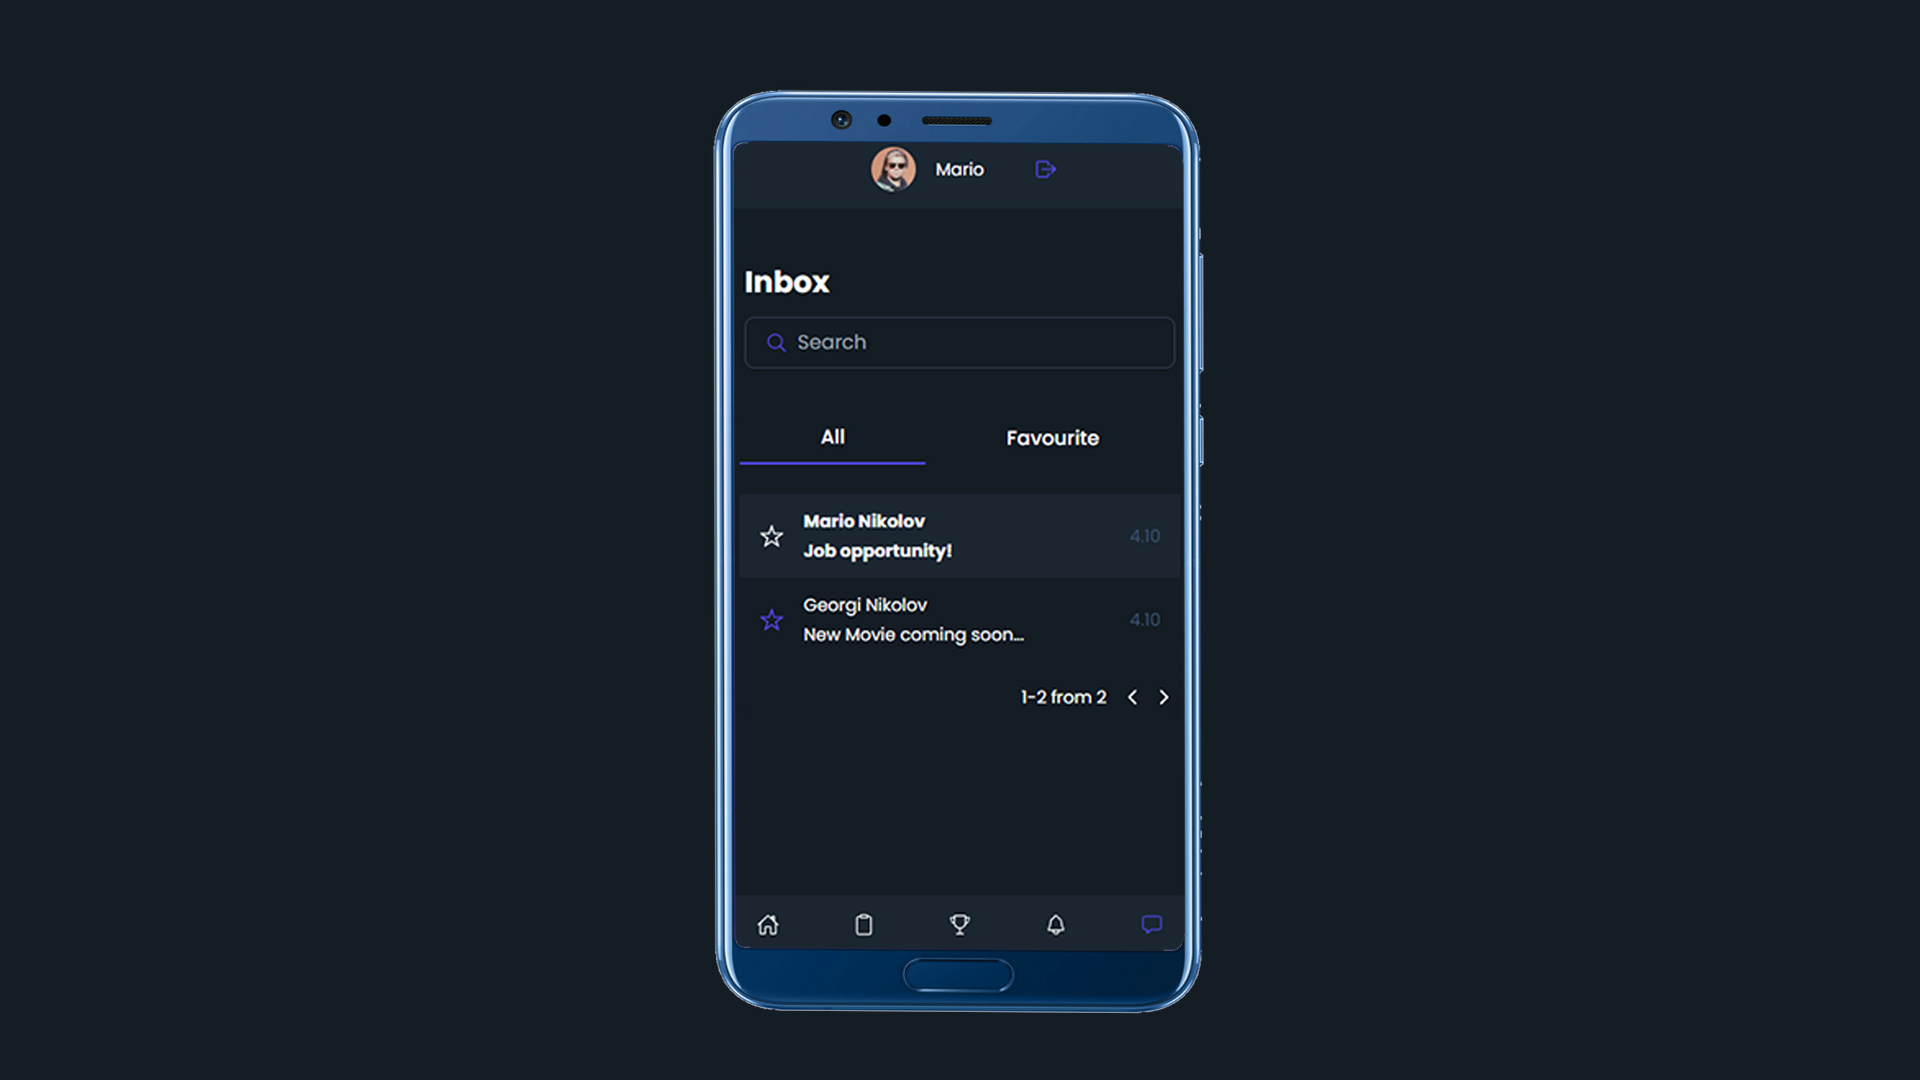 Mario
Inbox
Search
All
Favourite
Mario Nikolov
Job opportunity!
4.10
Georgi Nikolov
New Movie coming soon...
4.10
1-2 from 2